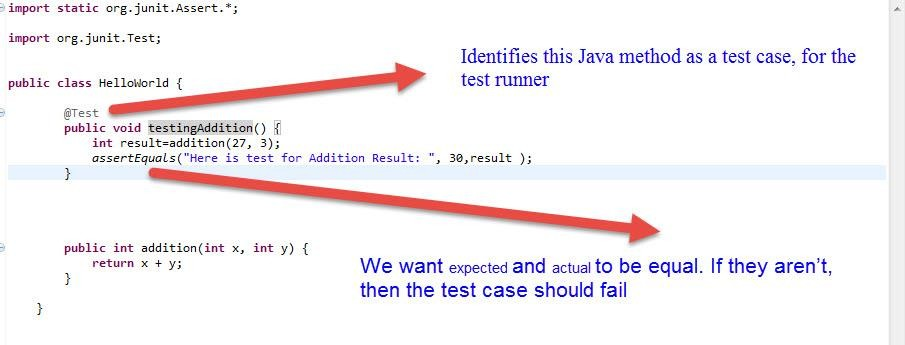 import static org.junit.Assert.*;
import org.junit.Test;
public class HelloWorld {
Identifies this Java method as a test case, for the
test runner
@Test
public void testingAddition() {
int result=addition(27, 3);
assertEquals("Here is test for Addition Result: ", 30,result );
}
public int addition(int x, int y) {
return x + y;
}
We want expected and actual to be equal. If they aren’t,
then the test case should fail
}